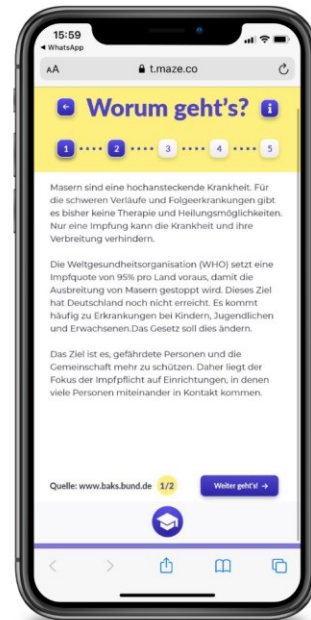 15:59
◀ WhatsApp
AA t.maze.co
Worum geht's? i
1 2 3 4 5
Masern sind eine hochansteckende Krankheit. Für
die schweren Verläufe und Folgeerkrankungen gibt
es bisher keine Therapie und Heilungsmöglichkeiten.
Nur eine Impfung kann die Krankheit und ihre
Verbreitung verhindern.
Die Weltgesundheitsorganisation (WHO) setzt eine
Impfquote von 95% pro Land voraus, damit die
Ausbreitung von Masern gestoppt wird. Dieses Ziel
hat Deutschland noch nicht erreicht. Es kommt
häufig zu Erkrankungen bei Kindern, Jugendlichen
und Erwachsenen.Das Gesetz soll dies ändern.
Das Ziel ist es, gefährdete Personen und die
Gemeinschaft mehr zu schützen. Daher liegt der
Fokus der Impfpflicht auf Einrichtungen, in denen
viele Personen miteinander in Kontakt kommen.
Quelle: www.baks.bund.de 1/2 Weiter geht's! →